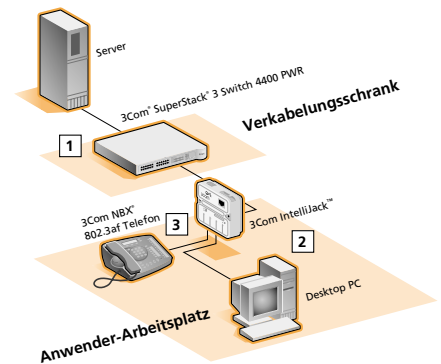 Server
3Com® SuperStack® 3 Switch 4400 PWR
Verkabelungsschrank
1
3Com NBX®
802.3af Telefon
3
3Com IntelliJack™
2
Desktop PC
Anwender-Arbeitsplatz